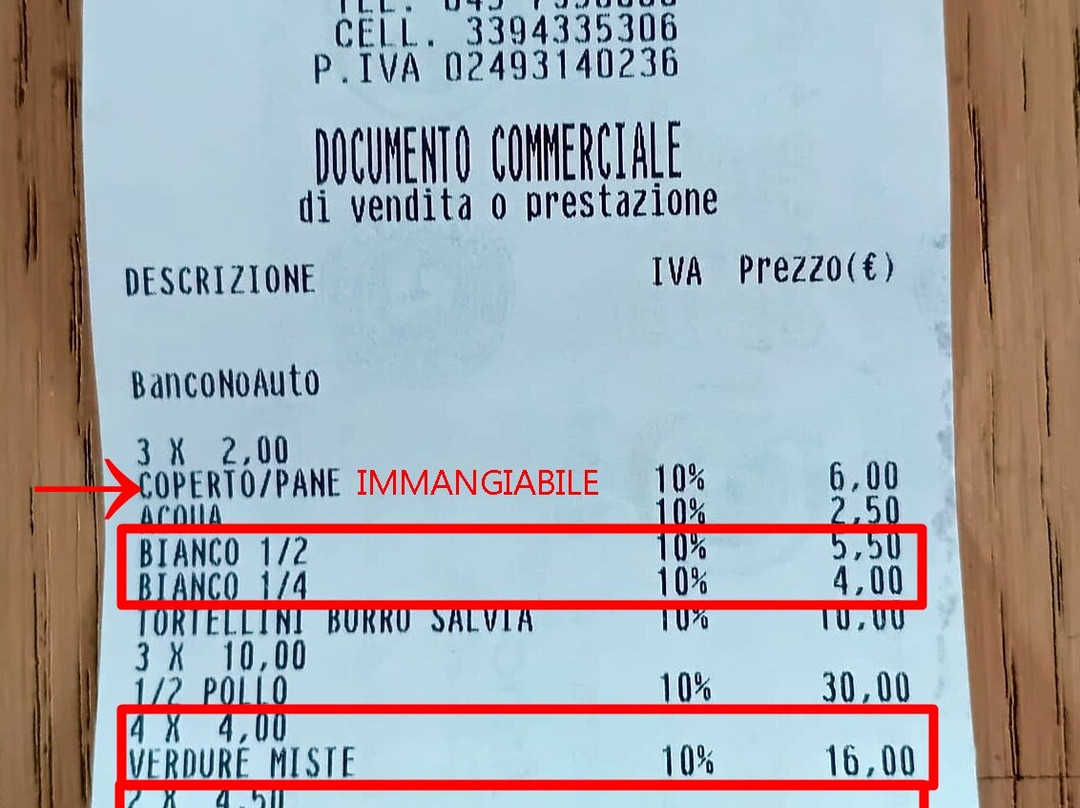 CELL. 3394335306
P.IVA 02493140236
DOCUMENTO COMMERCIALE
di vendita o prestazione
DESCRIZIONE IVA Prezzo(€)
BancoNoAuto
3 X 2,00
COPERTO/PANE IMMANGIABILE 10% 6,00
ACQUA 10% 2,50
BIANCO 1/2 10% 5,50
BIANCO 1/4 10% 4,00
TORTELLINI BURRO SALVIA 10% 10,00
3 X 10,00
1/2 POLLO 10% 30,00
4 X 4,00
VERDURE MISTE 10% 16,00
2 X 4,50